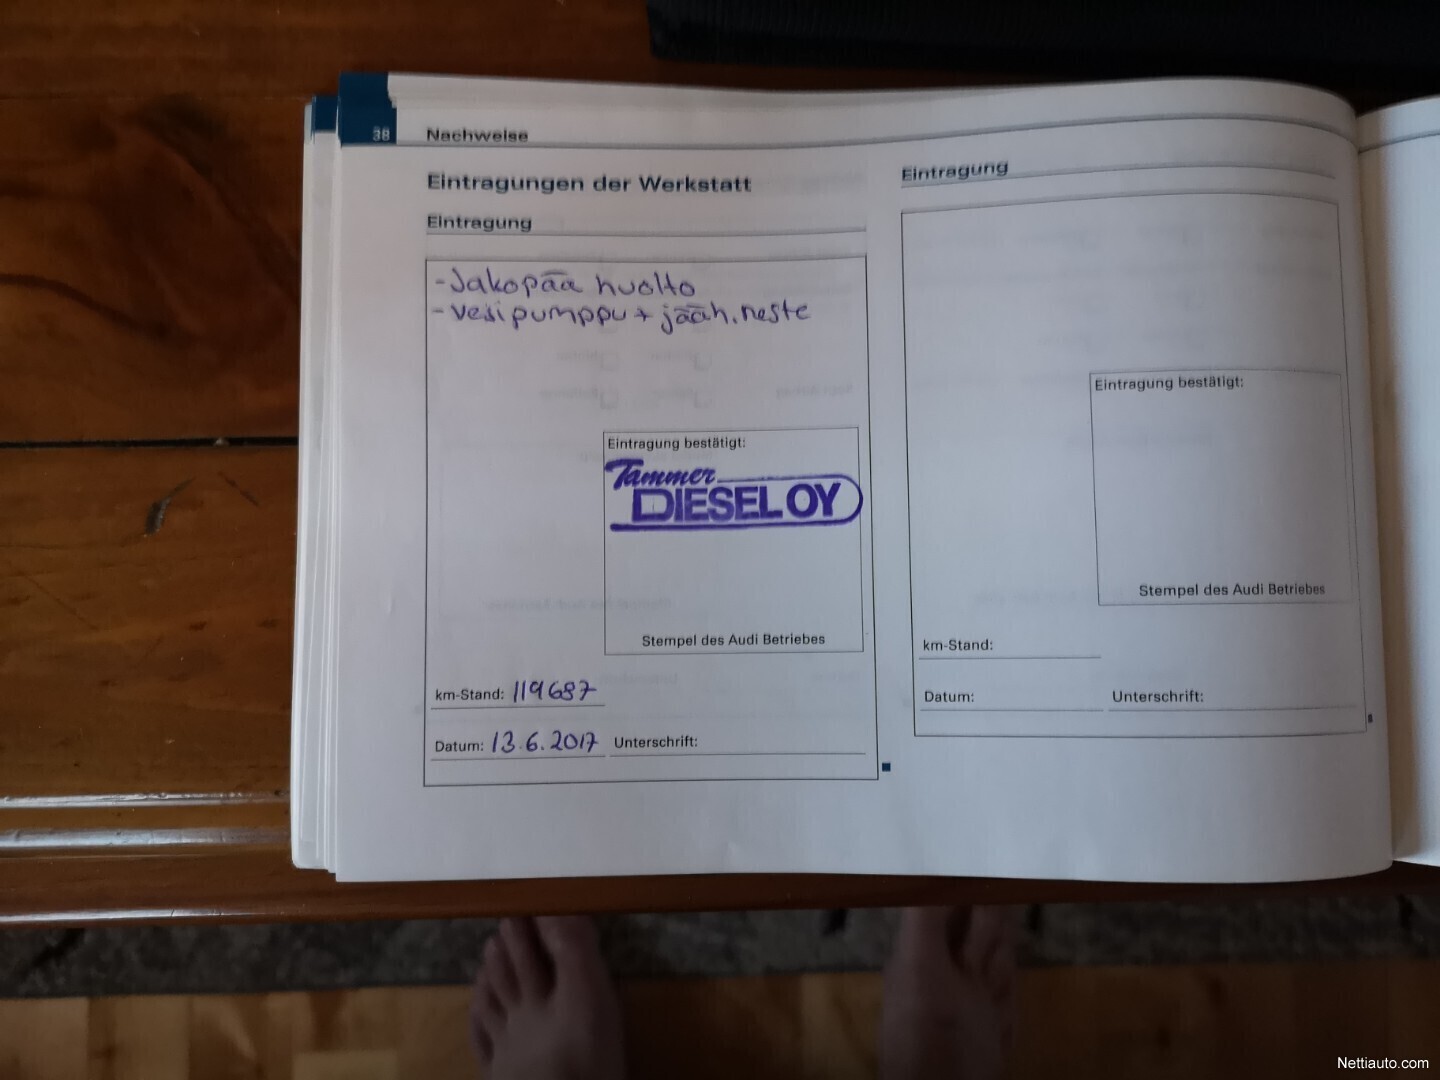 38 Nachweise
Eintragungen der Werkstatt
Eintragung
-Jakopää huolto
-vesipumppu + jääh.neste
Eintragung bestätigt:
Tammer
DIESEL OY
Stempel des Audi Betriebes
km-Stand: 119687
Datum: 13.6.2017 Unterschrift:
Eintragung
Eintragung bestätigt:
Stempel des Audi Betriebes
km-Stand:
Datum: Unterschrift:
Nettiauto.com